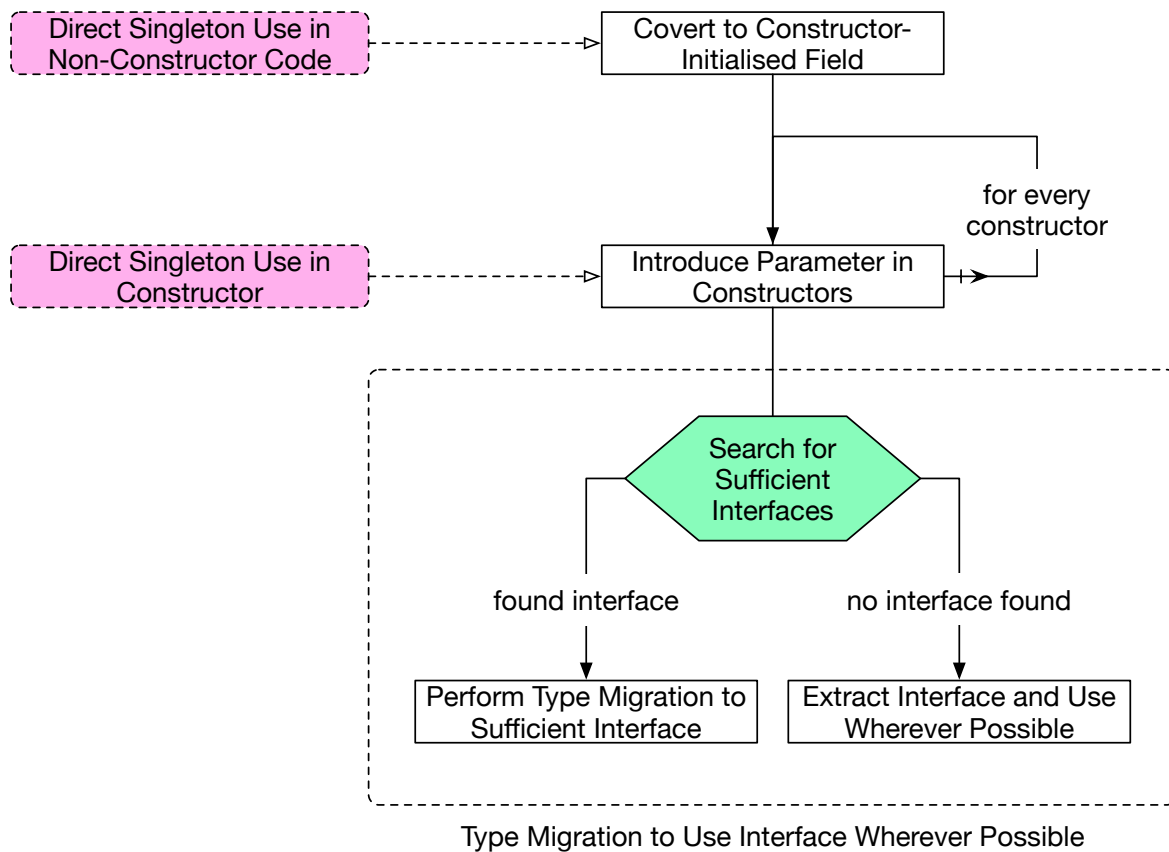 Direct Singleton Use in
Non-Constructor Code
Covert to Constructor-
Initialised Field
for every
constructor
Direct Singleton Use in
Constructor
Introduce Parameter in
Constructors
Search for
Sufficient
Interfaces
found interface
no interface found
Perform Type Migration to
Sufficient Interface
Extract Interface and Use
Wherever Possible
Type Migration to Use Interface Wherever Possible